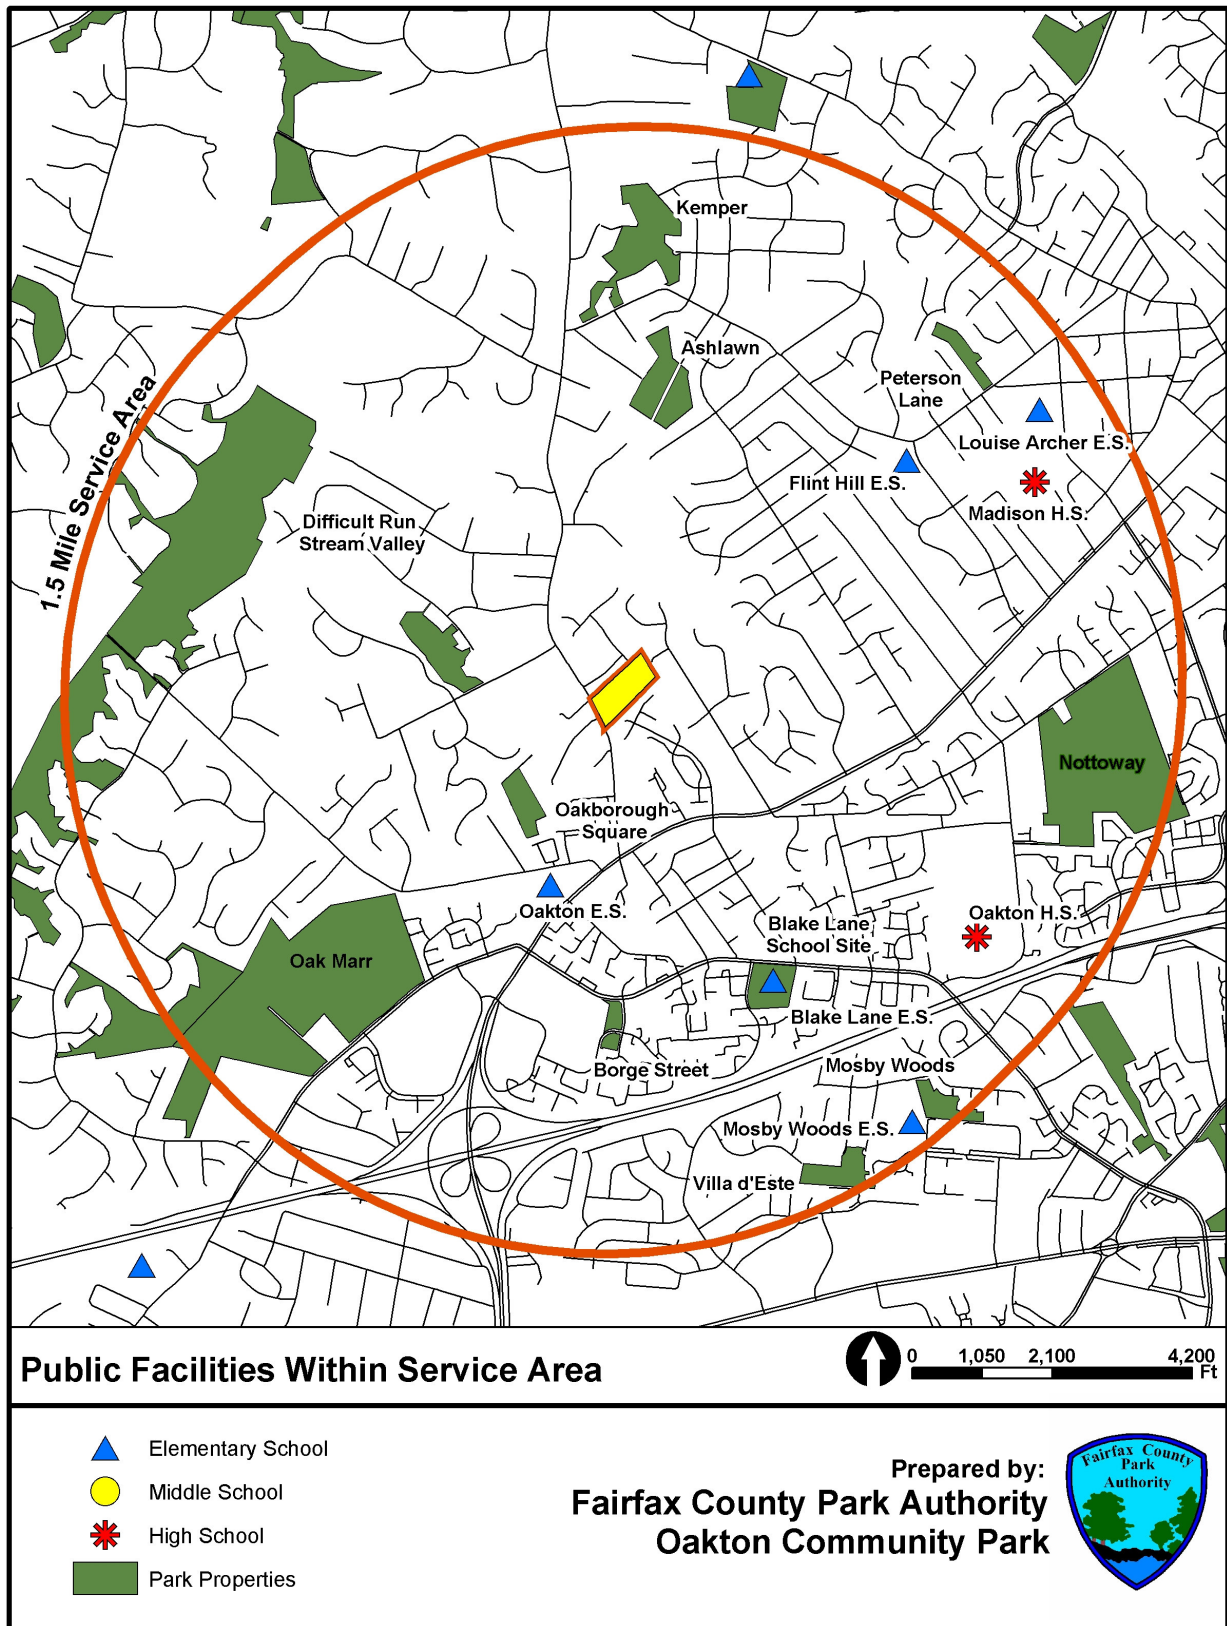 Kemper
Ashlawn
Peterson
Lane
Louise Archer E.S.
Flint Hill E.S.
Madison H.S.
1.5 Mile Service Area
Difficult Run
Stream Valley
Nottoway
Oakborough
Square
Oakton E.S.
Blake Lane
School Site
Oakton H.S.
Oak Marr
Blake Lane E.S.
Borge Street
Mosby Woods
Mosby Woods E.S.
Villa d'Este
Public Facilities Within Service Area
0 1,050 2,100 4,200
Ft
Elementary School
Middle School
High School
Park Properties
Prepared by:
Fairfax County Park Authority
Oakton Community Park
Fairfax County
Park
Authority